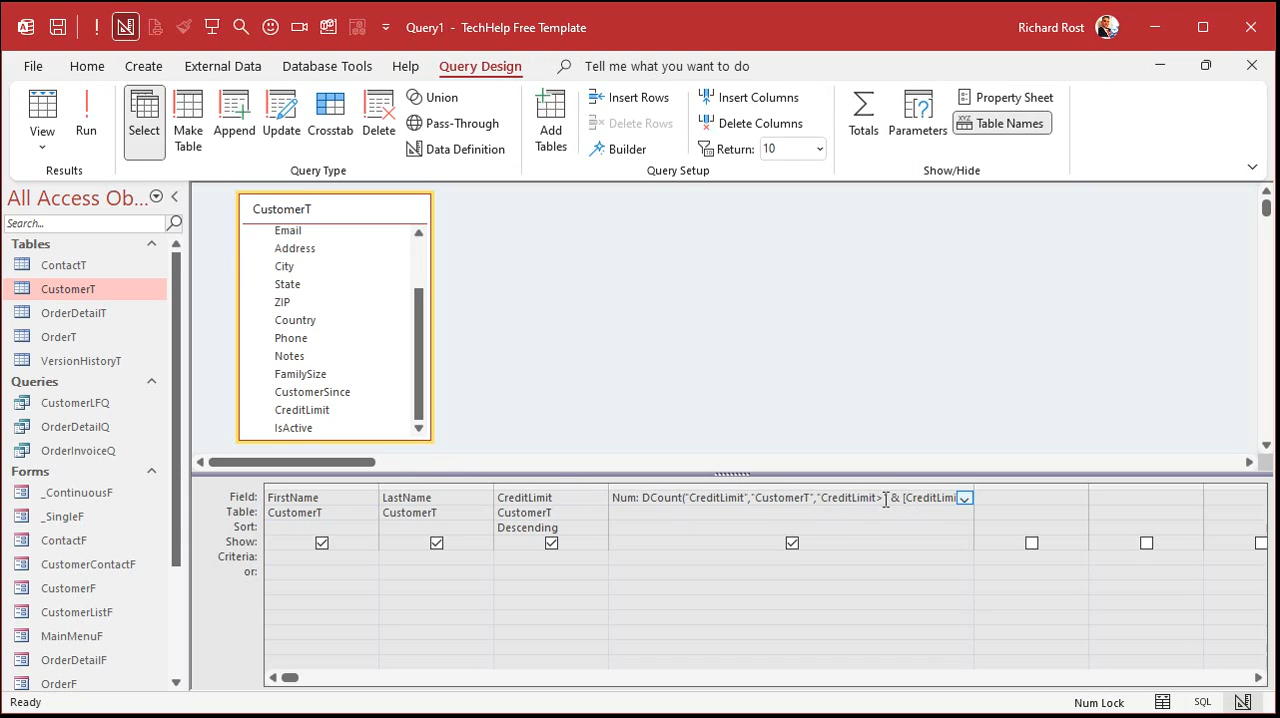 Query1 - TechHelp Free Template
Richard Rost
File Home Create External Data Database Tools Help Query Design Tell me what you want to do
View
Run
Results
Select
Make Table
Append
Update
Crosstab
Delete
Union
Pass-Through
Data Definition
Query Type
Add Tables
Insert Rows
Delete Rows
Builder
Insert Columns
Delete Columns
Return: 10
Query Setup
Totals
Parameters
Property Sheet
Table Names
Show/Hide
All Access Ob...
Search...
Tables
ContactT
CustomerT
OrderDetailT
OrderT
VersionHistoryT
Queries
CustomerLFQ
OrderDetailQ
OrderInvoiceQ
Forms
_ContinuousF
_SingleF
ContactF
CustomerContactF
CustomerF
CustomerListF
MainMenuF
OrderDetailF
OrderF
CustomerT
Email
Address
City
State
ZIP
Country
Phone
Notes
FamilySize
CustomerSince
CreditLimit
IsActive
Field: FirstName LastName CreditLimit Num: DCount("CreditLimit","CustomerT","CreditLimit>" & [CreditLimi
Table: CustomerT CustomerT CustomerT
Sort: Descending
Show:
Criteria:
or:
Ready
Num Lock
SQL